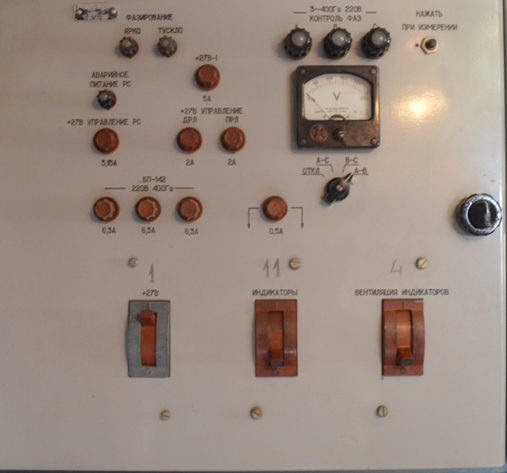 ФАЗИРОВАНИЕ
ЯРКО ТУСКЛО
3~400Гц 220В
КОНТРОЛЬ ФАЗ
НАЖАТЬ
ПРИ ИЗМЕРЕНИИ
+27В-1
5А
АВАРИЙНОЕ
ПИТАНИЕ РС
V
+27В УПРАВЛЕНИЕ РС
3,15А
+27В УПРАВЛЕНИЕ
ДРЛ ПРЛ
2А 2А
А-С В-С
ОТКЛ А-В
БП-142
220В 400Гц
6,3А 6,3А 6,3А
0,5А
1 11 4
+27В
ИНДИКАТОРЫ
ВЕНТИЛЯЦИЯ ИНДИКАТОРОВ